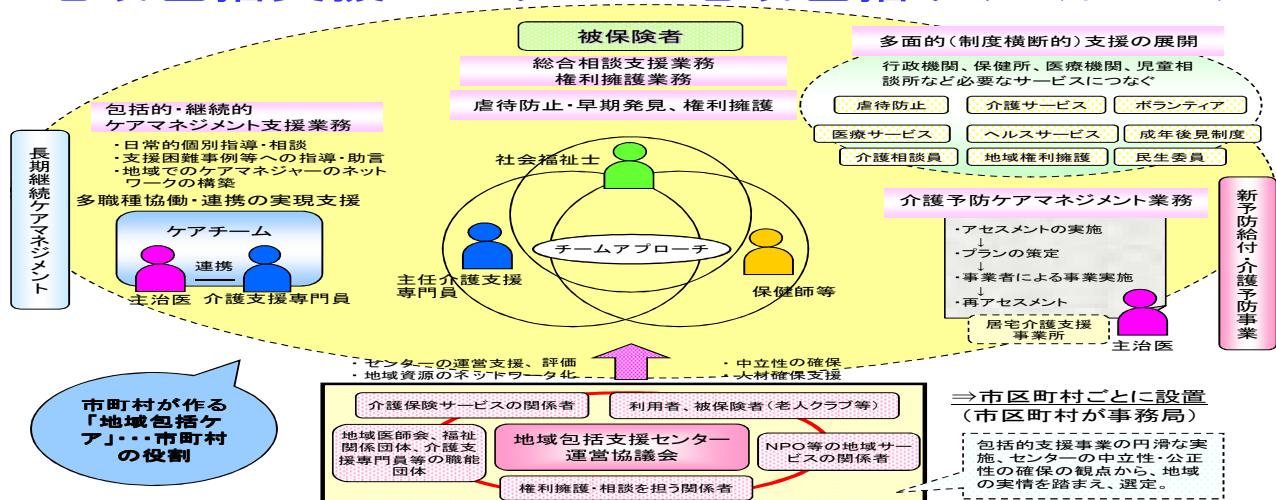 被保険者
総合相談支援業務
権利擁護業務
虐待防止・早期発見、権利擁護
多面的(制度横断的)支援の展開
行政機関、保健所、医療機関、児童相
談所など必要なサービスにつなぐ
虐待防止
介護サービス
ボランティア
医療サービス
ヘルスサービス
成年後見制度
介護相談員
地域権利擁護
民生委員
包括的・継続的
ケアマネジメント支援業務
・日常的個別指導・相談
・支援困難事例等への指導・助言
・地域でのケアマネジャーのネット
ワークの構築
多職種協働・連携の実現支援
ケアチーム
連携
主治医
介護支援専門員
長期継続ケアマネジメント
社会福祉士
チームアプローチ
主任介護支援
専門員
保健師等
介護予防ケアマネジメント業務
・アセスメントの実施
↓
・プランの策定
↓
・事業者による事業実施
↓
・再アセスメント
居宅介護支援
事業所
主治医
新予防給付・介護予防事業
・センターの運営支援、評価
・地域資源のネットワーク化
・中立性の確保
・人材確保支援
市町村が作る
「地域包括ケ
ア」・・・市町村
の役割
介護保険サービスの関係者
利用者、被保険者(老人クラブ等)
地域医師会、福祉
関係団体、介護支
援専門員等の職能
団体
地域包括支援センター
運営協議会
NPO等の地域サー
ビスの関係者
権利擁護・相談を担う関係者
⇒市区町村ごとに設置
(市区町村が事務局)
包括的支援事業の円滑な実
施、センターの中立性・公正
性の確保の観点から、地域
の実情を踏まえ、選定。